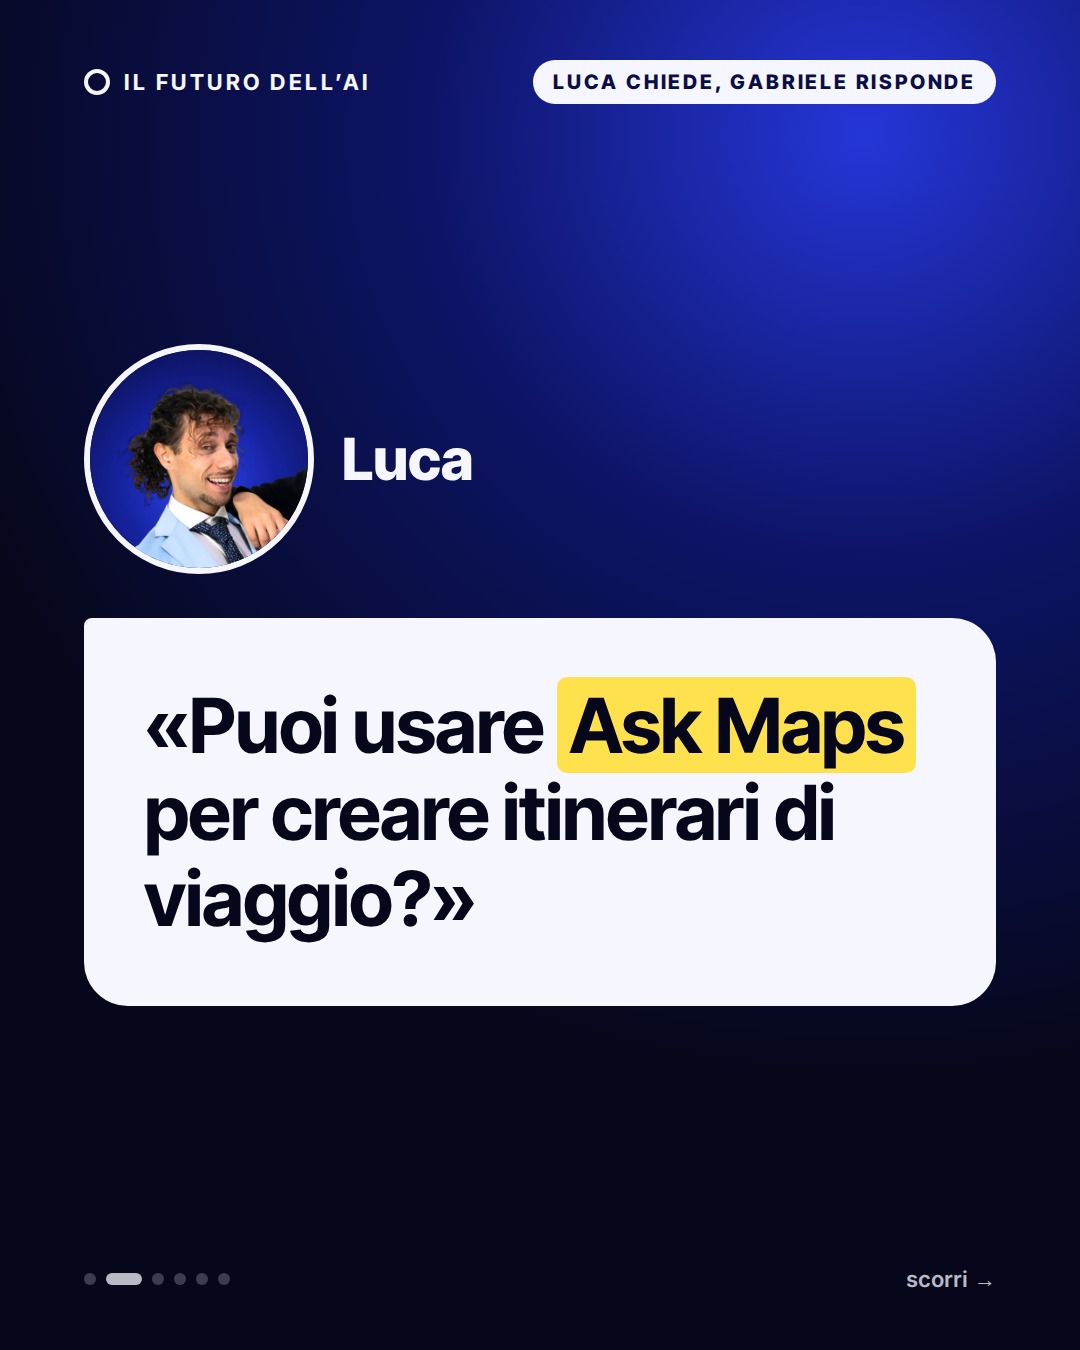 IL FUTURO DELL’AI
LUCA CHIEDE, GABRIELE RISPONDE
Luca
«Puoi usare Ask Maps
per creare itinerari di
viaggio?»
scorri →